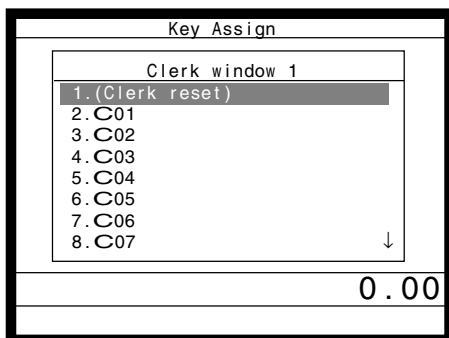 Key Assign
Clerk window 1
1.(Clerk reset)
2.C01
3.C02
4.C03
5.C04
6.C05
7.C06
8.C07 ↓
0.00